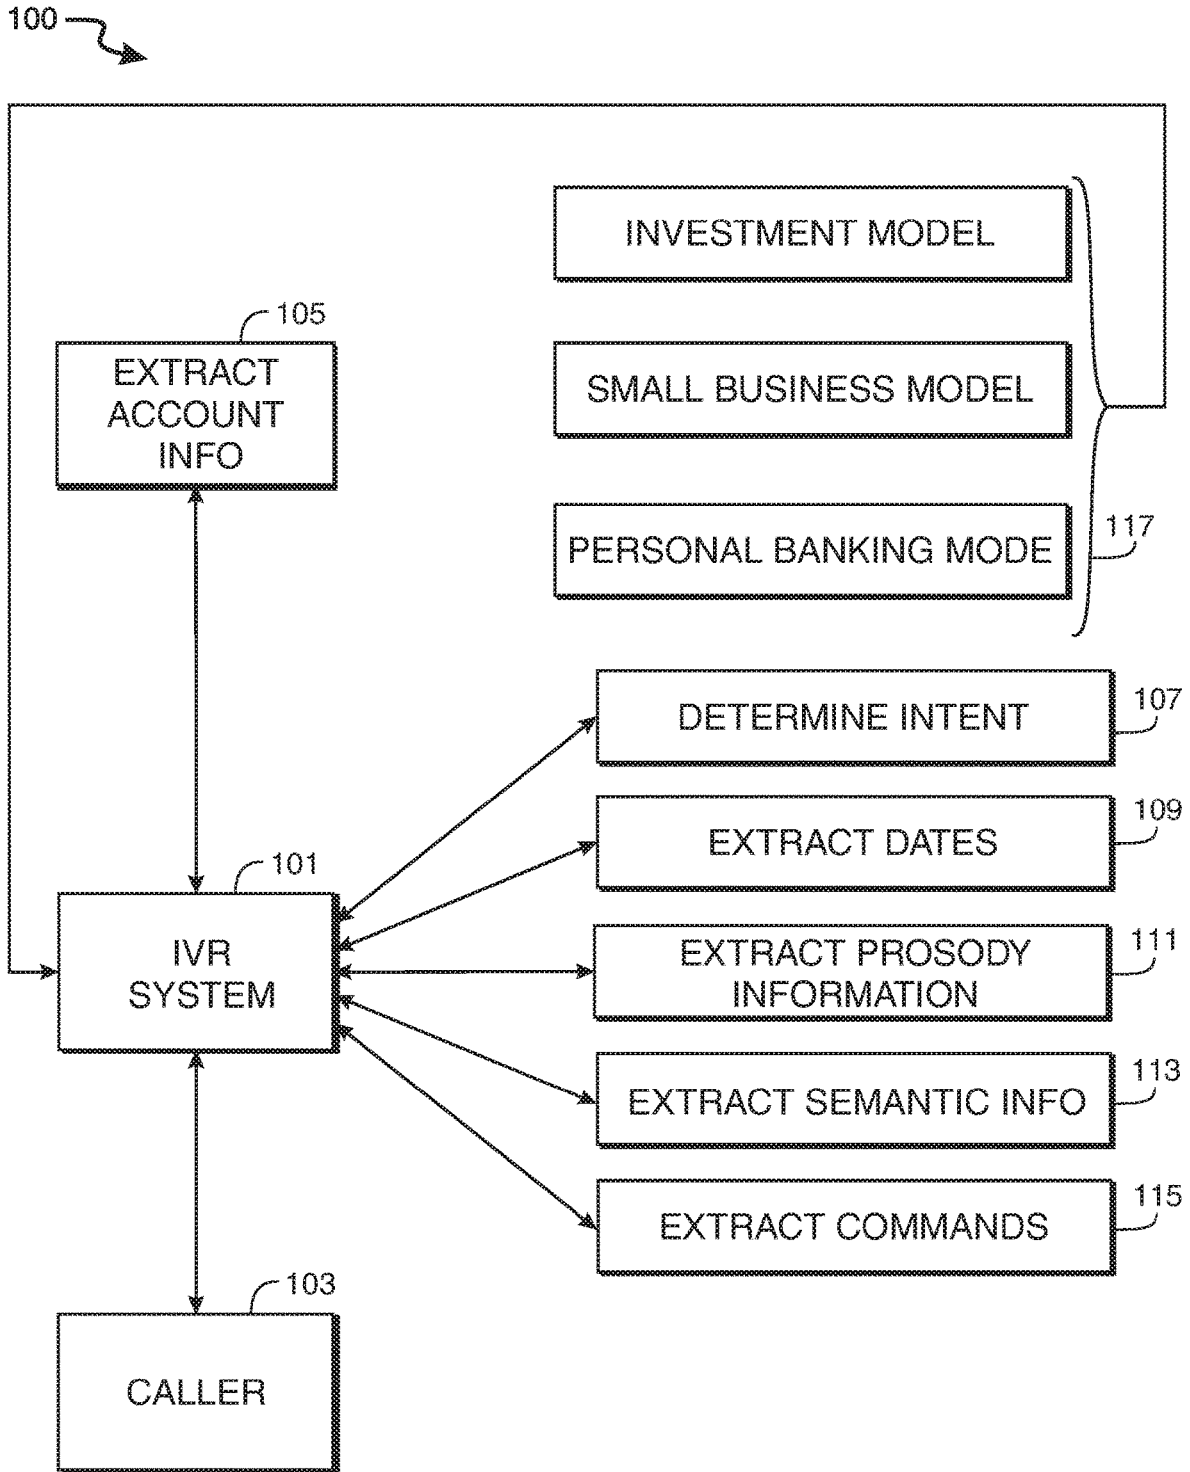 100
INVESTMENT MODEL
105
EXTRACT
ACCOUNT
INFO
SMALL BUSINESS MODEL
117
PERSONAL BANKING MODE
107
DETERMINE INTENT
109
EXTRACT DATES
101
IVR
SYSTEM
111
EXTRACT PROSODY
INFORMATION
113
EXTRACT SEMANTIC INFO
115
EXTRACT COMMANDS
103
CALLER